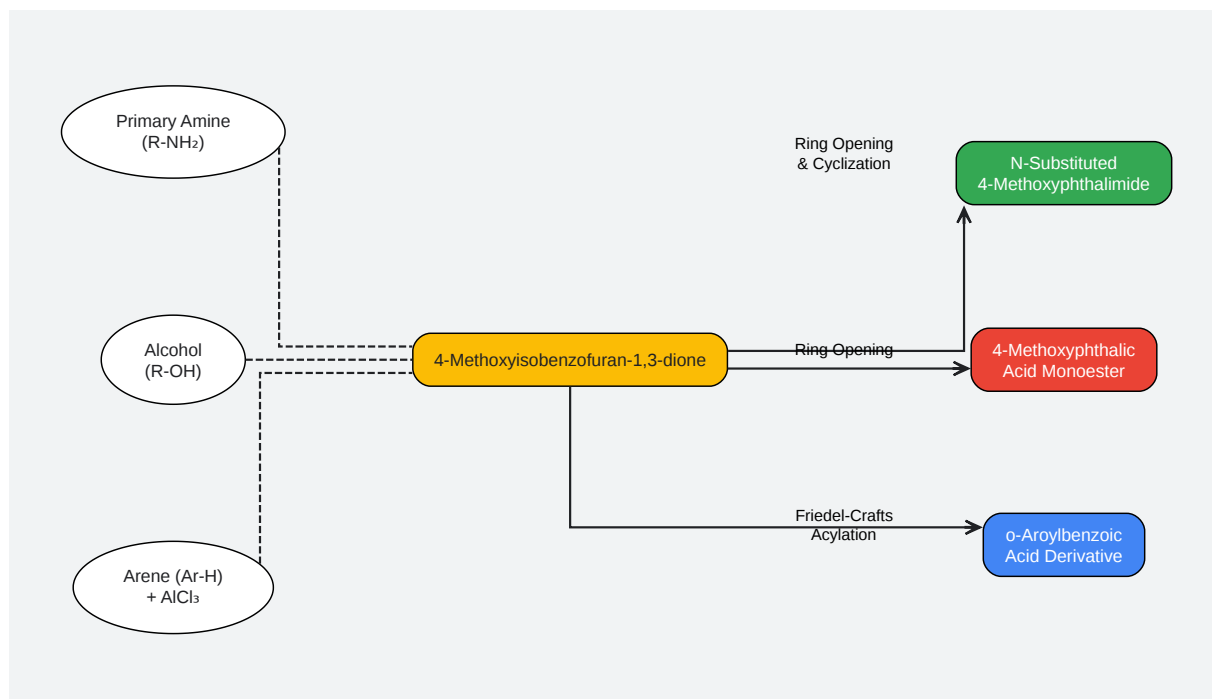 Primary Amine
(R-NH₂)
Ring Opening
& Cyclization
N-Substituted
4-Methoxyphthalimide
Alcohol
(R-OH)
4-Methoxyisobenzofuran-1,3-dione
Ring Opening
4-Methoxyphthalic
Acid Monoester
Friedel-Crafts
Acylation
o-Aroylbenzoic
Acid Derivative
Arene (Ar-H)
+ AlCl₃